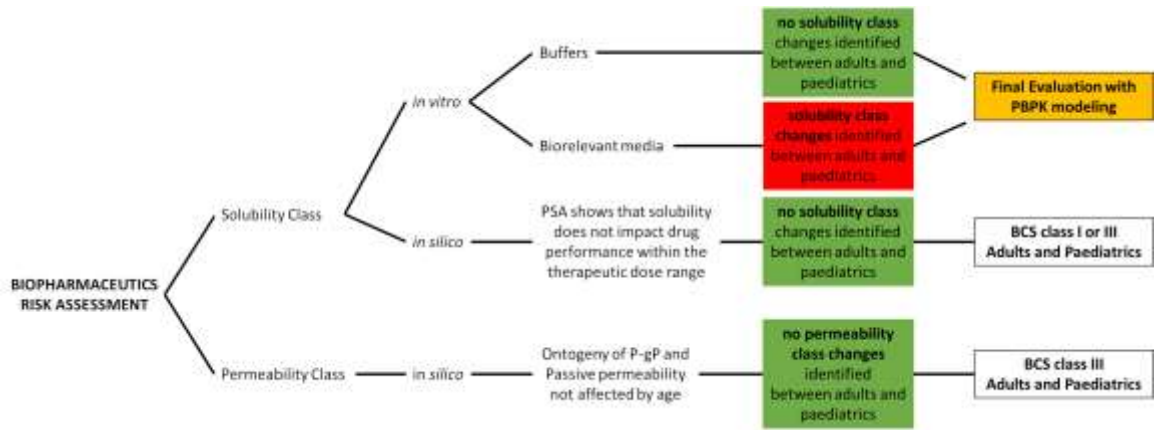 BIOPHARMACEUTICS
RISK ASSESSMENT
Solubility Class
in vitro
Buffers
no solubility class
changes identified
between adults and
paediatrics
Biorelevant media
solubility class
changes identified
between adults and
paediatrics
Final Evaluation with
PBPK modeling
in silico
PSA shows that solubility
does not impact drug
performance within the
therapeutic dose range
no solubility class
changes identified
between adults and
paediatrics
BCS class I or III
Adults and Paediatrics
Permeability Class
in silico
Ontogeny of P-gP and
Passive permeability
not affected by age
no permeability
class changes
identified
between adults and
paediatrics
BCS class III
Adults and Paediatrics